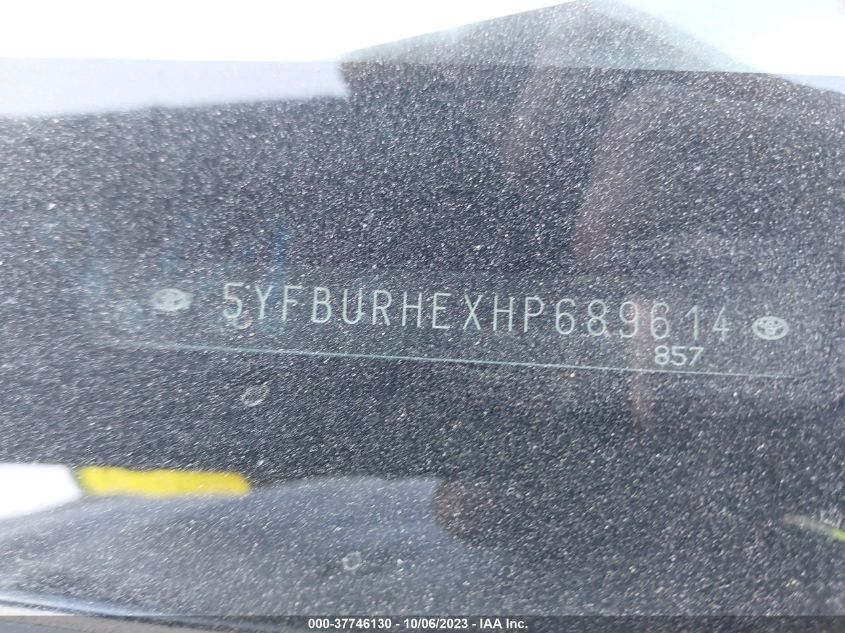 5YFBURHEXHP689614
857
000-37746130 - 10/06/2023 - IAA Inc.